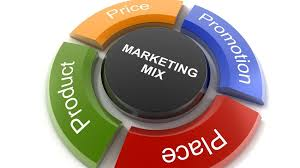 MARKETING
MIX
Price
Promotion
Place
Product